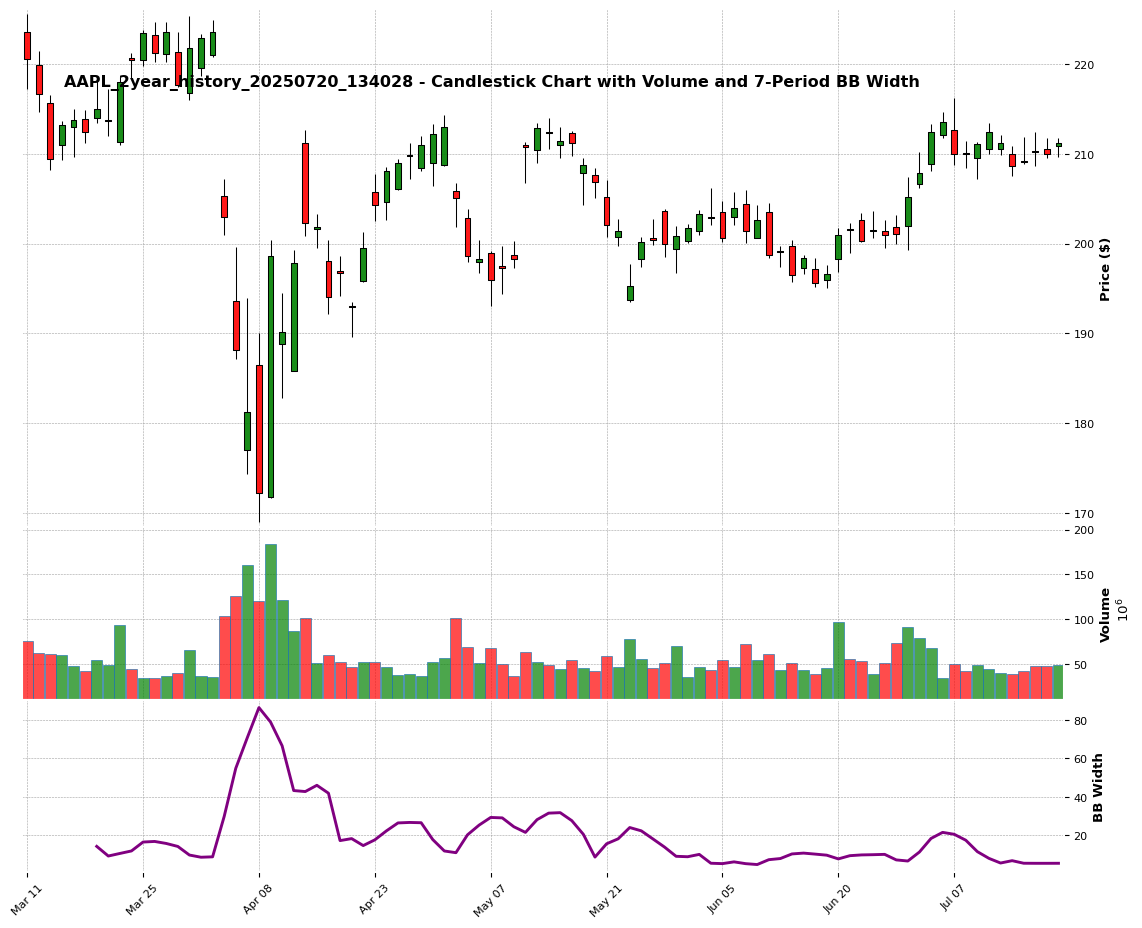 AAPL_2year_history_20250720_134028 - Candlestick Chart with Volume and 7-Period BB Width
220
210
200
190
180
170
Price ($)
200
150
100
50
Volume
10^6
80
60
40
20
BB Width
Mar 11
Mar 25
Apr 08
Apr 23
May 07
May 21
Jun 05
Jun 20
Jul 07